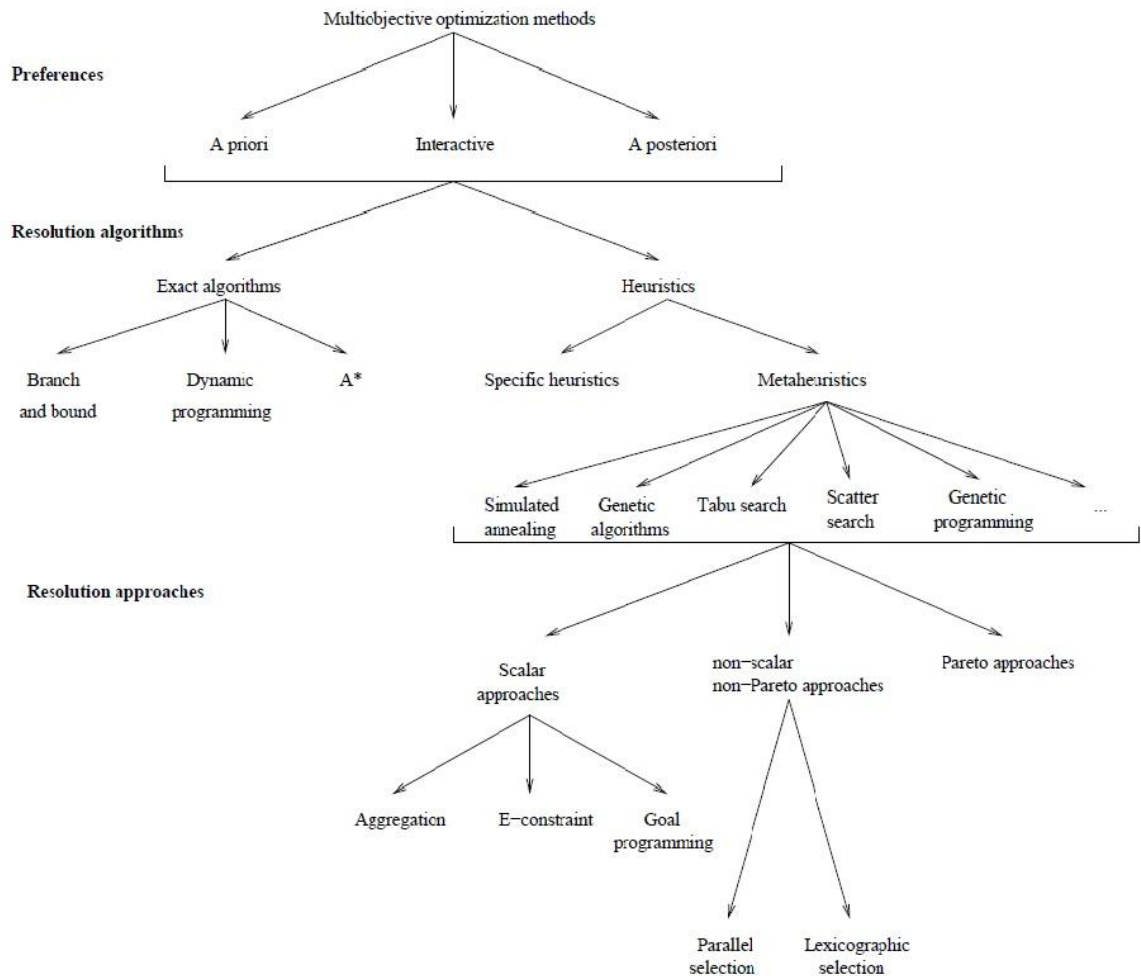 Multiobjective optimization methods
Preferences
A priori
Interactive
A posteriori
Resolution algorithms
Exact algorithms
Heuristics
Branch
and bound
Dynamic
programming
A*
Specific heuristics
Metaheuristics
Simulated
annealing
Genetic
algorithms
Tabu search
Scatter
search
Genetic
programming
...
Resolution approaches
Scalar
approaches
non-scalar
non-Pareto approaches
Pareto approaches
Aggregation
E-constraint
Goal
programming
Parallel
selection
Lexicographic
selection